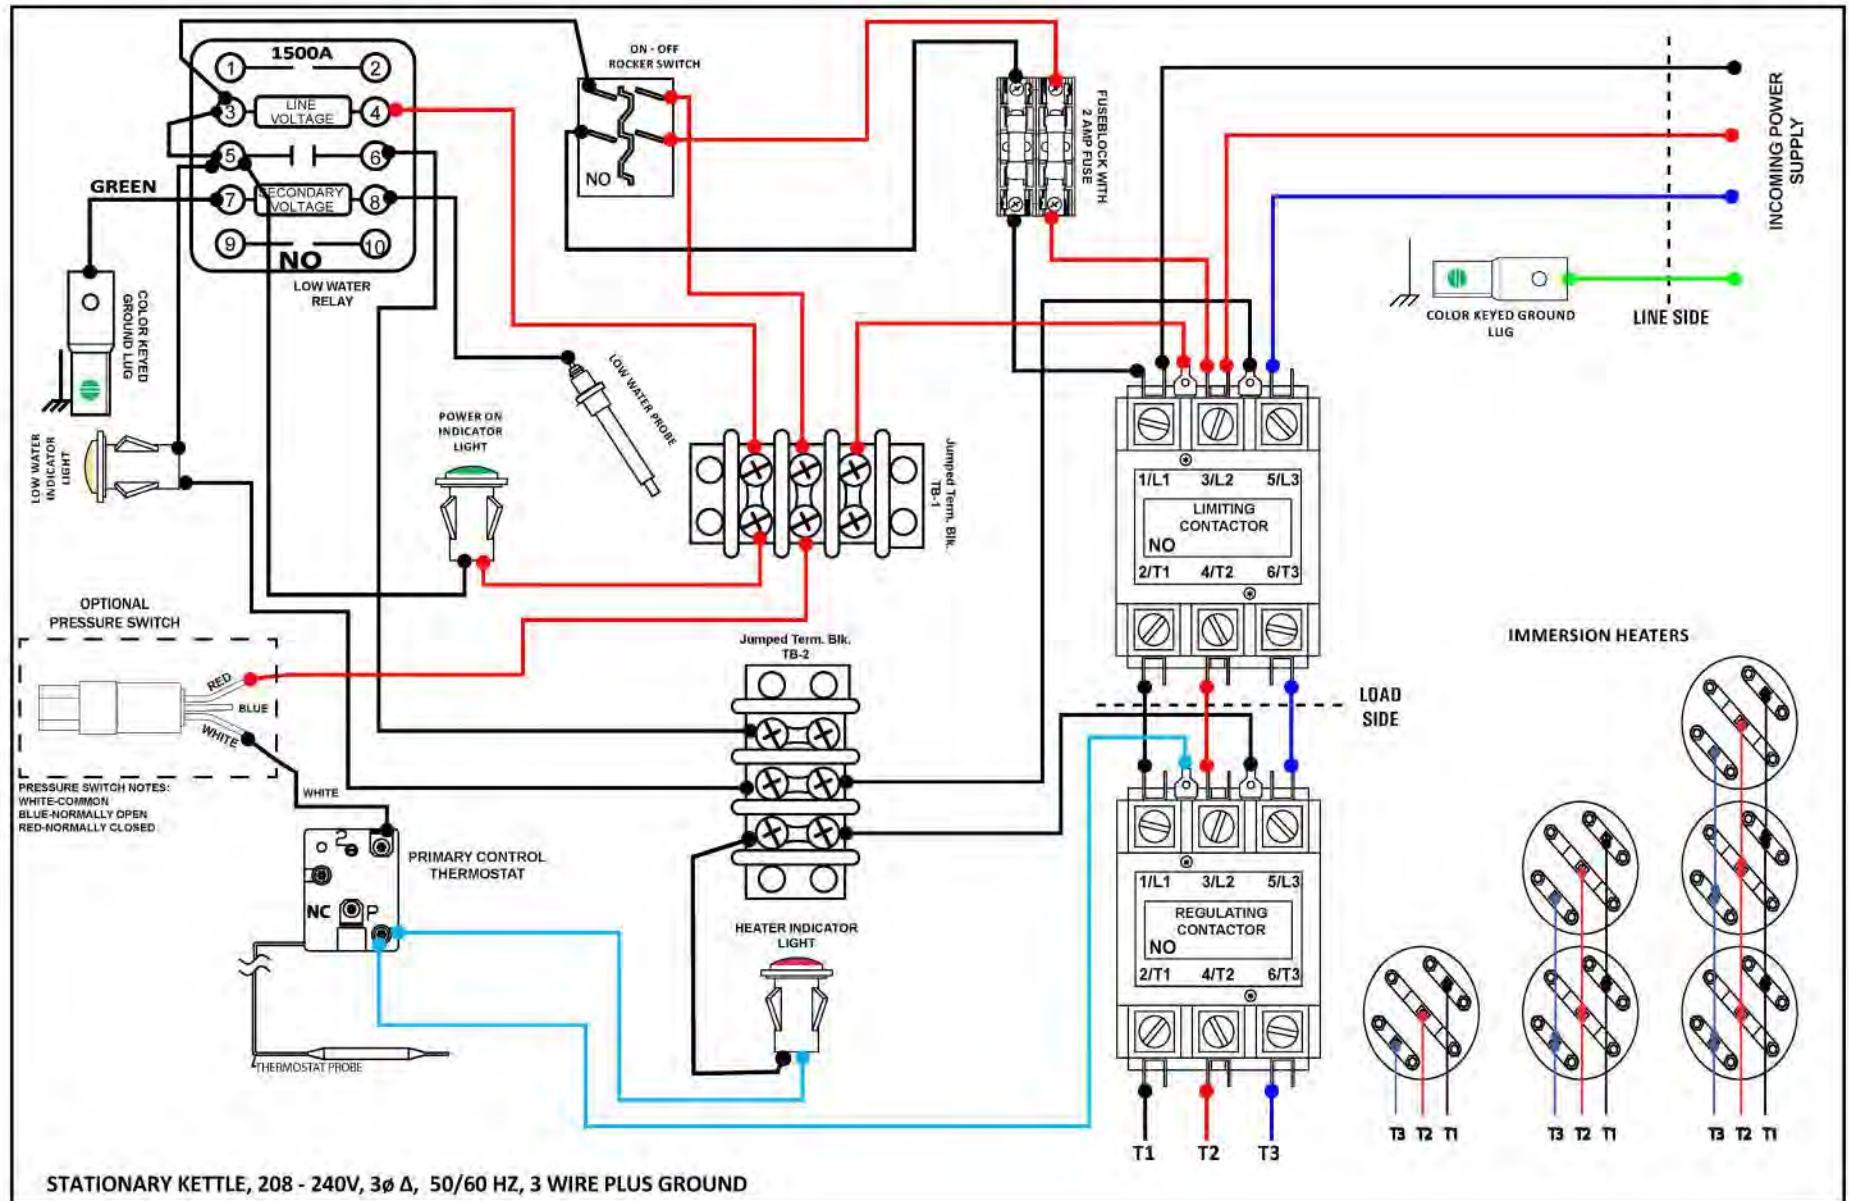 1500A
1
2
3
LINE
VOLTAGE
4
5
6
7
SECONDARY
VOLTAGE
8
9
10
NO
LOW WATER
RELAY
GREEN
COLOR KEYED
GROUND LUG
LOW WATER
INDICATOR
LIGHT
ON - OFF
ROCKER SWITCH
NO
FUSEBLOCK WITH
2 AMP FUSE
INCOMING POWER
SUPPLY
COLOR KEYED GROUND
LUG
LINE SIDE
LOW WATER PROBE
POWER ON
INDICATOR
LIGHT
Jumped Term. Blk.
TB-1
1/L1 3/L2 5/L3
LIMITING
CONTACTOR
NO
2/T1 4/T2 6/T3
OPTIONAL
PRESSURE SWITCH
RED
BLUE
WHITE
PRESSURE SWITCH NOTES:
WHITE-COMMON
BLUE-NORMALLY OPEN
RED-NORMALLY CLOSED
WHITE
Jumped Term. Blk.
TB-2
LOAD
SIDE
IMMERSION HEATERS
2
NC
P
PRIMARY CONTROL
THERMOSTAT
THERMOSTAT PROBE
HEATER INDICATOR
LIGHT
1/L1 3/L2 5/L3
REGULATING
CONTACTOR
NO
2/T1 4/T2 6/T3
T1 T2 T3
T3 T2 T1
T3 T2 T1
T3 T2 T1
STATIONARY KETTLE, 208 - 240V, 3ø Δ, 50/60 HZ, 3 WIRE PLUS GROUND